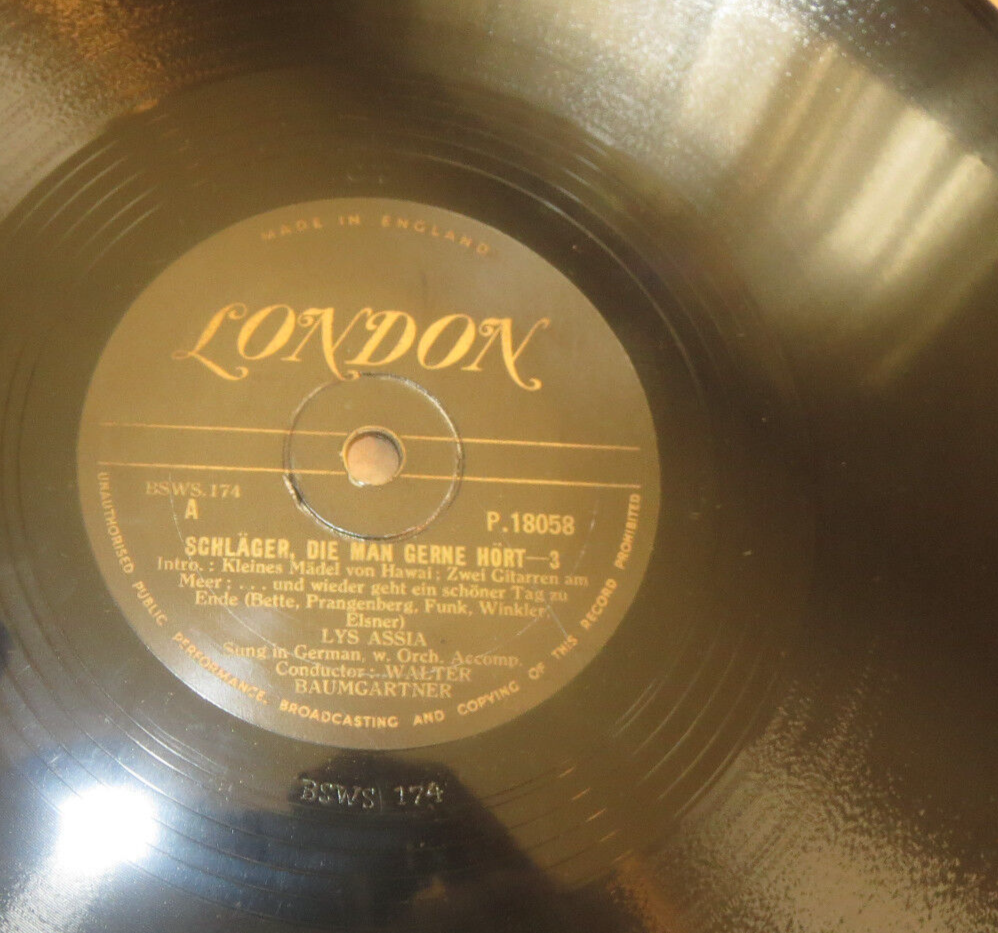 MADE IN ENGLAND
LONDON
BSWS.174
A
P.18058
SCHLÄGER, DIE MAN GERNE HÖRT—3
Intro.: Kleines Mädel von Hawai; Zwei Gitarren am
Meer; ... und wieder geht ein schöner Tag zu
Ende (Bette, Prangenberg, Funk, Winkler,
Elsner)
LYS ASSIA
Sung in German, w. Orch. Accomp.
Conductor: WALTER
BAUMGARTNER
UNAUTHORISED PUBLIC PERFORMANCE, BROADCASTING AND COPYING OF THIS RECORD PROHIBITED
BSWS 174